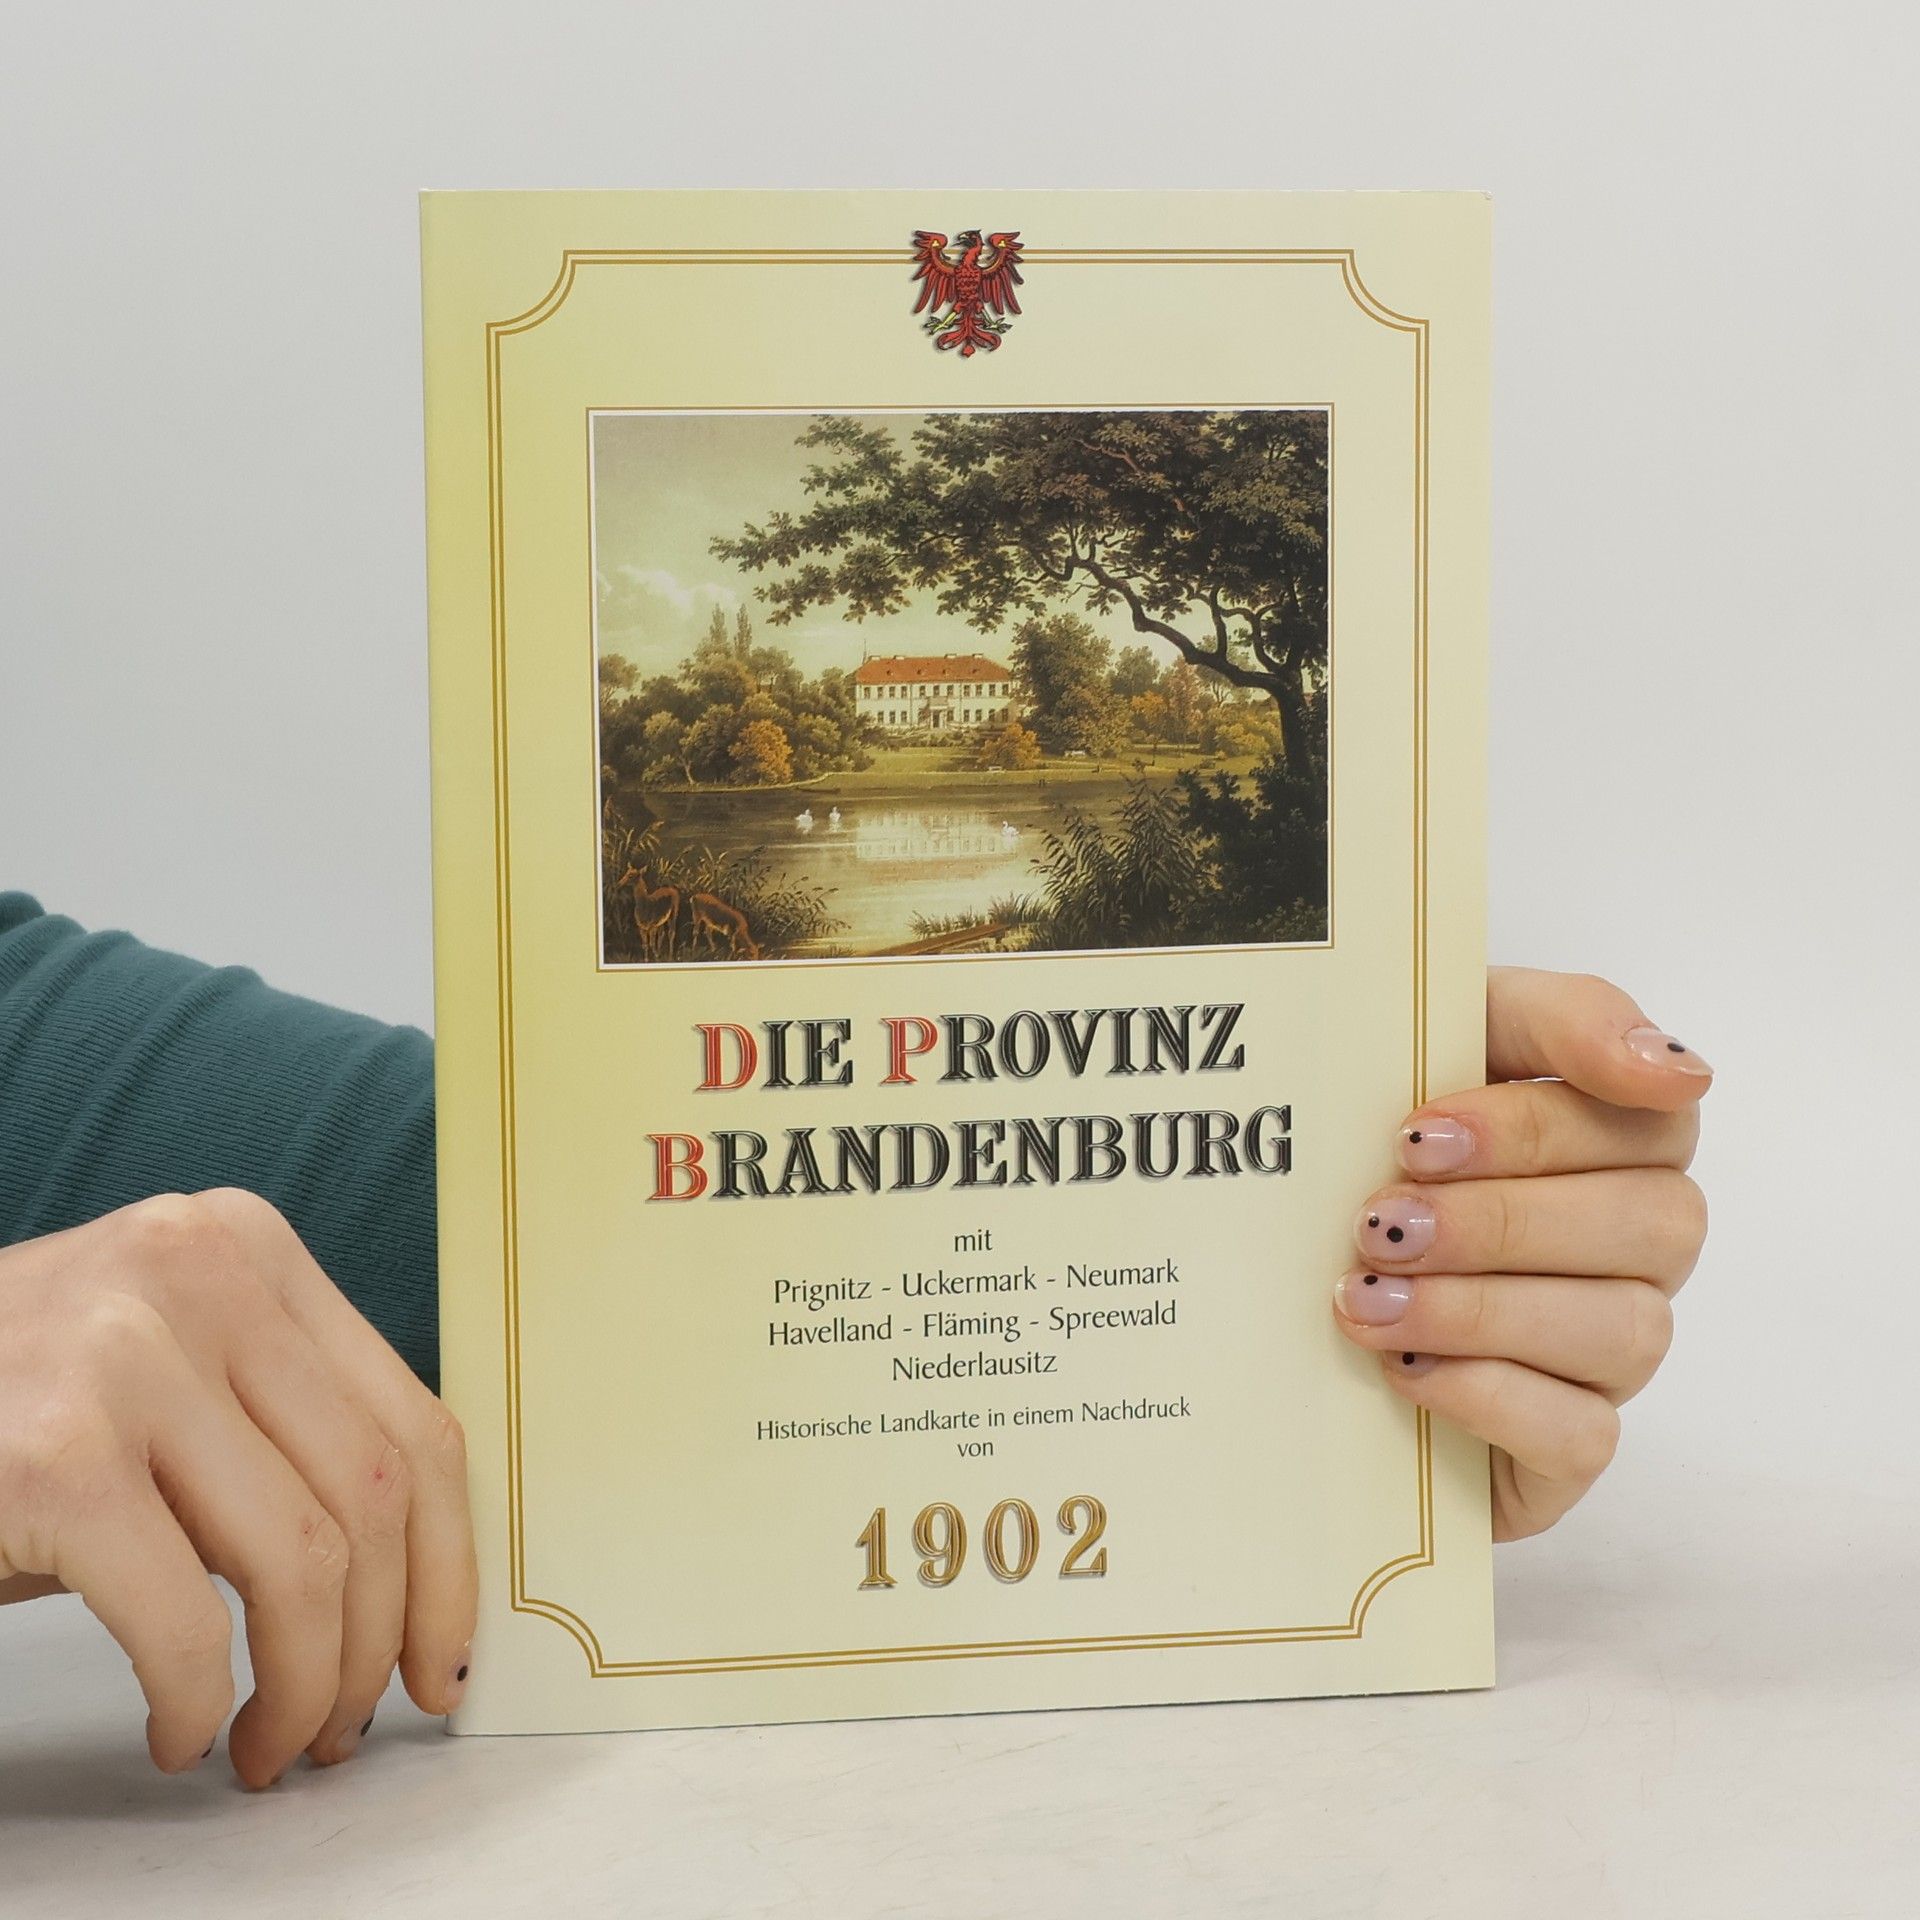 DIE PROVINZ
BRANDENBURG
mit
Prignitz - Uckermark - Neumark
Havelland - Fläming - Spreewald
Niederlausitz
Historische Landkarte in einem Nachdruck
von
1902